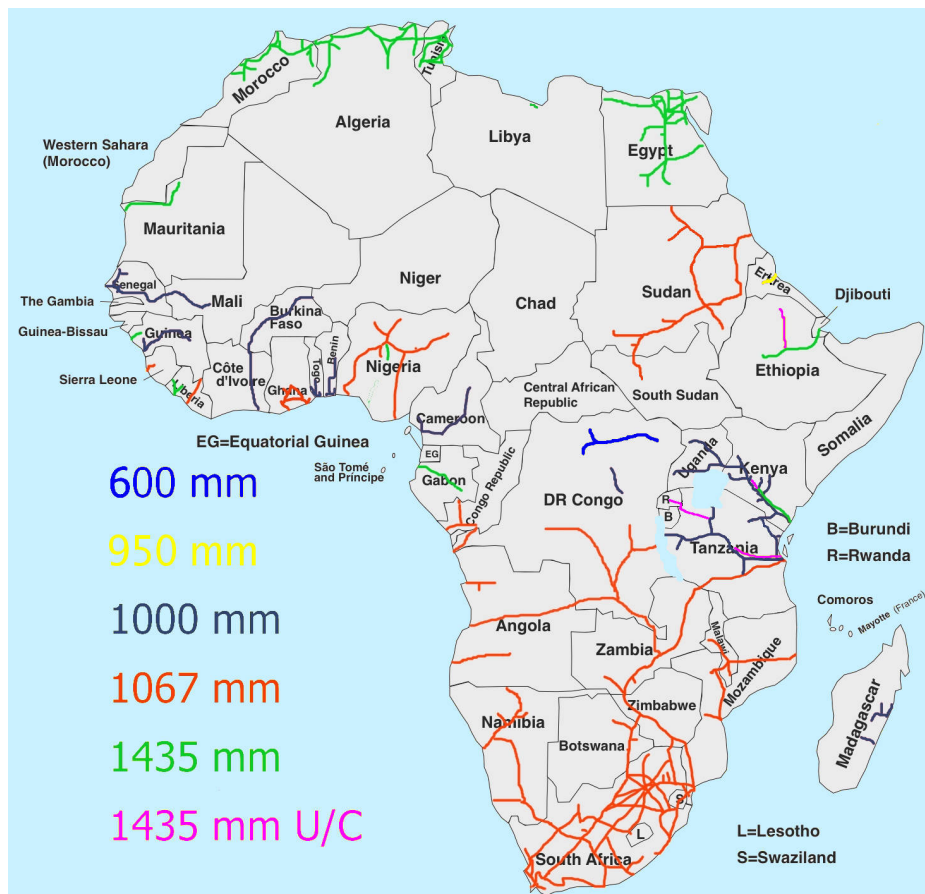 Morocco
Tunisia
Algeria
Libya
Egypt
Western Sahara
(Morocco)
Mauritania
Senegal
The Gambia
Mali
Niger
Chad
Sudan
Eritrea
Djibouti
Guinea-Bissau
Guinea
Burkina
Faso
Benin
Togo
Côte
d'Ivoire
Ghana
Nigeria
Sierra Leone
Liberia
Ethiopia
Central African
Republic
South Sudan
Somalia
Cameroon
EG=Equatorial Guinea
EG
São Tomé
and Príncipe
Gabon
Congo Republic
DR Congo
Uganda
Kenya
R
B
Tanzania
B=Burundi
R=Rwanda
600 mm
950 mm
1000 mm
1067 mm
1435 mm
1435 mm U/C
Comoros
Mayotte (France)
Angola
Zambia
Malawi
Mozambique
Zimbabwe
Madagascar
Namibia
Botswana
S
L
South Africa
L=Lesotho
S=Swaziland